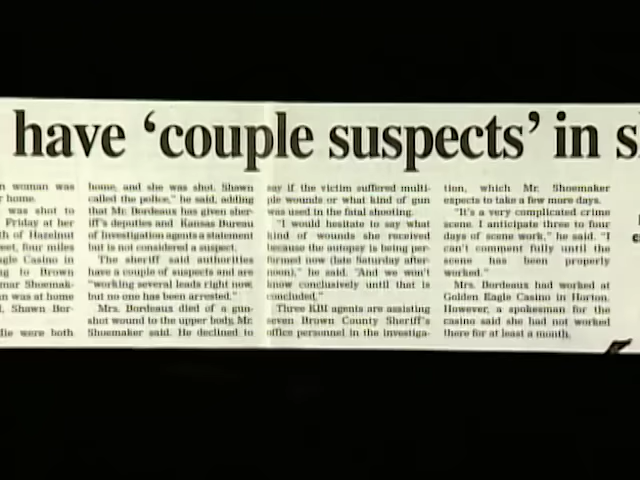 have 'couple suspects' in s
n woman was
r home.
was shot to
Friday at her
th of Hazelnut
eet, four miles
gle Casino in
ng to Brown
mar Shoemak-
n was at home
l, Shawn Bor-
lie were both
home, and she was shot. Shawn
called the police," he said, adding
that Mr. Bordeaux has given sher-
iff's deputies and Kansas Bureau
of Investigation agents a statement
but is not considered a suspect.
The sheriff said authorities
have a couple of suspects and are
"working several leads right now,
but no one has been arrested."
Mrs. Bordeaux died of a gun-
shot wound to the upper body, Mr.
Shoemaker said. He declined to
say if the victim suffered multi-
ple wounds or what kind of gun
was used in the fatal shooting.
"I would hesitate to say what
kind of wounds she received
because the autopsy is being per-
formed now (late Saturday after-
noon)," he said. "And we won't
know conclusively until that is
concluded."
Three KBI agents are assisting
seven Brown County Sheriff's
office personnel in the investiga-
tion, which Mr. Shoemaker
expects to take a few more days.
"It's a very complicated crime
scene. I anticipate three to four
days of scene work," he said. "I
can't comment fully until the
scene has been properly
worked."
Mrs. Bordeaux had worked at
Golden Eagle Casino in Horton.
However, a spokesman for the
casino said she had not worked
there for at least a month.